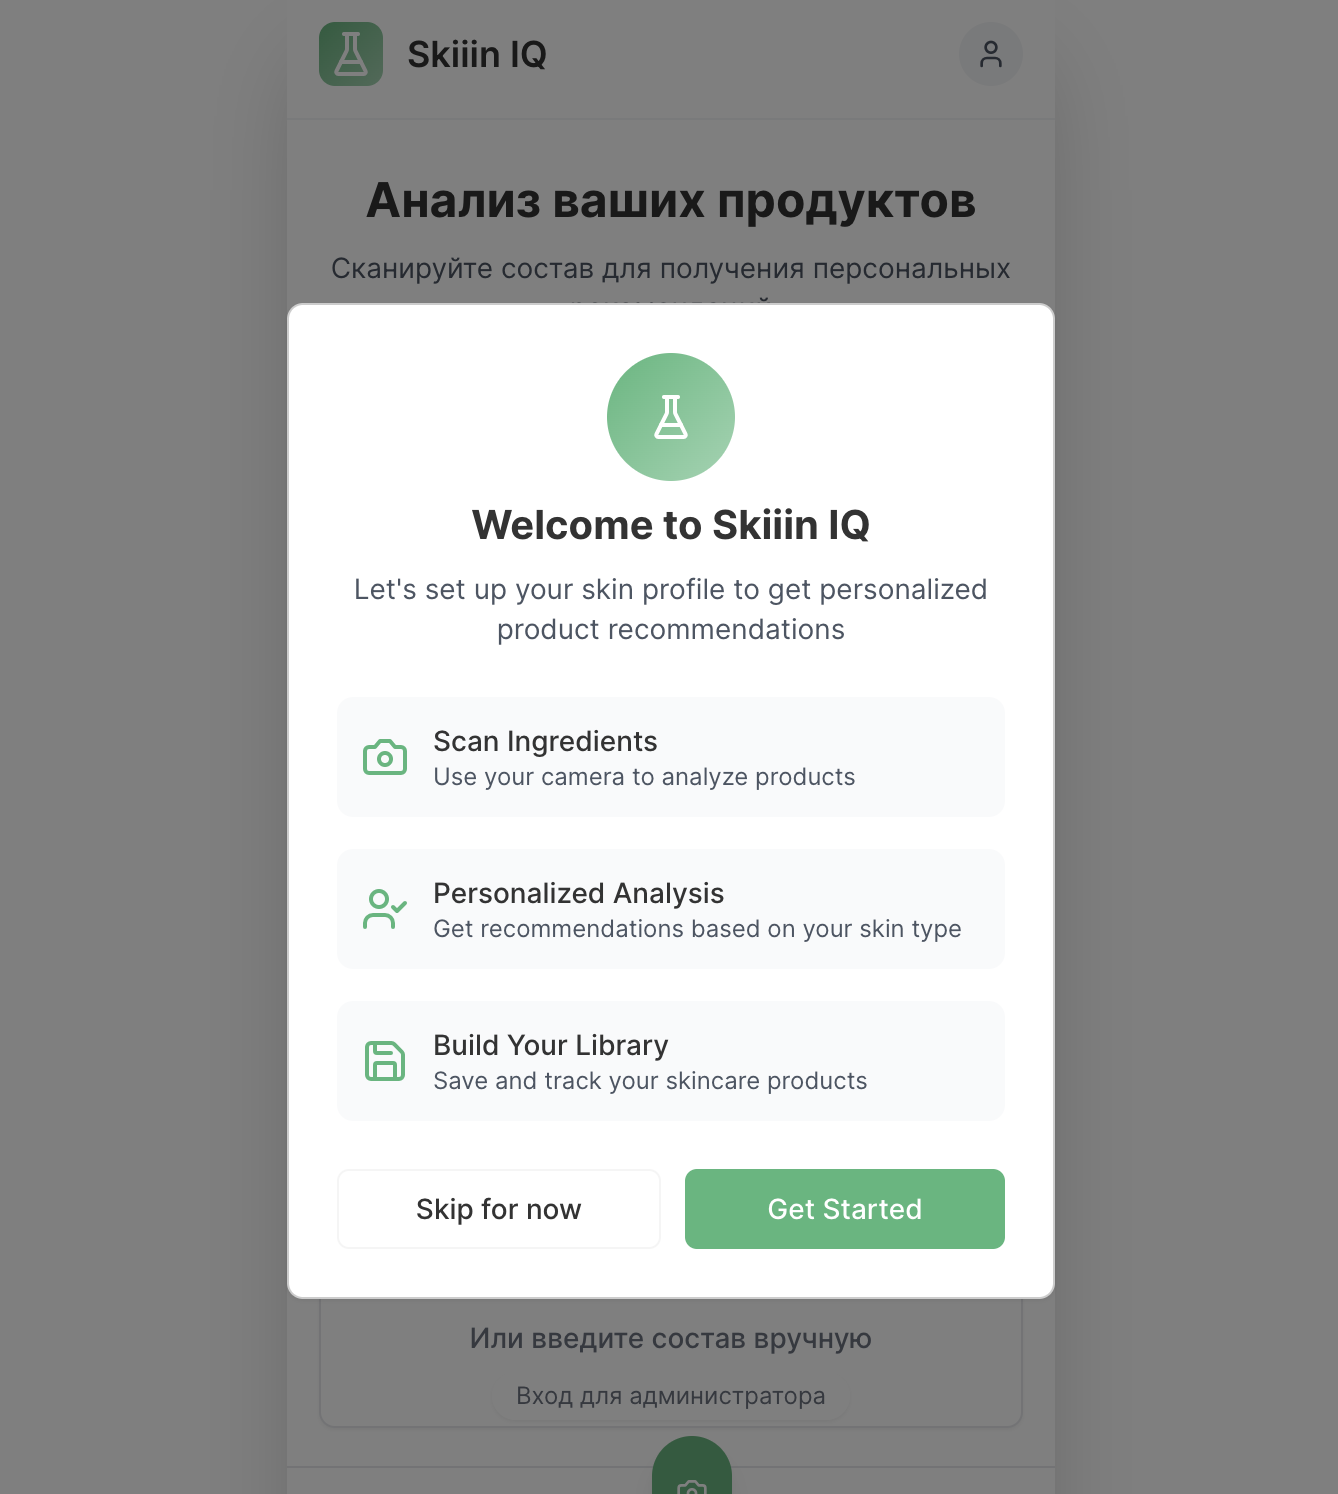 Skiiin IQ
Анализ ваших продуктов
Сканируйте состав для получения персональных
Welcome to Skiiin IQ
Let's set up your skin profile to get personalized
product recommendations
Scan Ingredients
Use your camera to analyze products
Personalized Analysis
Get recommendations based on your skin type
Build Your Library
Save and track your skincare products
Skip for now
Get Started
Или введите состав вручную
Вход для администратора